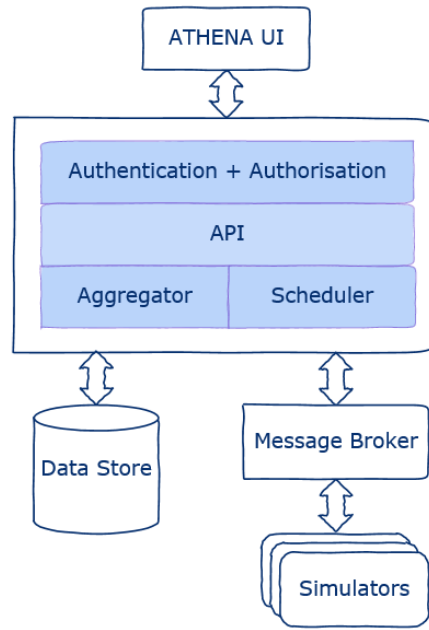 ATHENA UI
Authentication + Authorisation
API
Aggregator
Scheduler
Data Store
Message Broker
Simulators